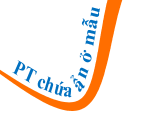 PT chứa ẩn ở mẫu